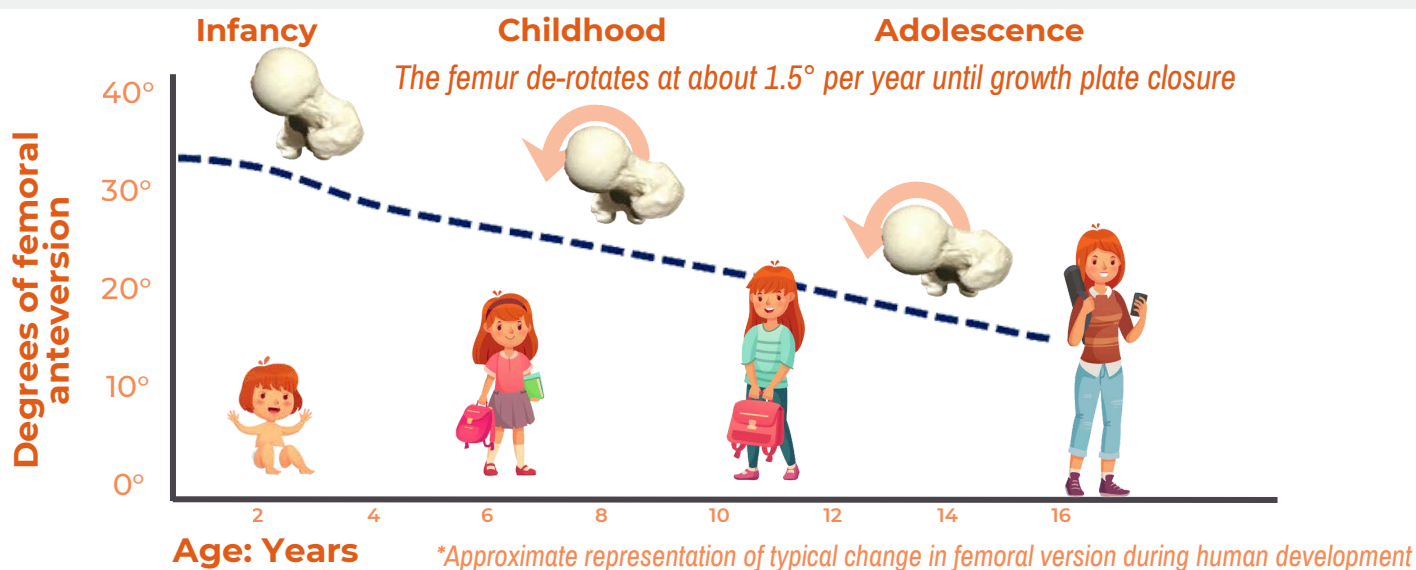 Infancy
Childhood
Adolescence
The femur de-rotates at about 1.5° per year until growth plate closure
Degrees of femoral
anteversion
40°
30°
20°
10°
0°
2
4
6
8
10
12
14
16
Age: Years
*Approximate representation of typical change in femoral version during human development